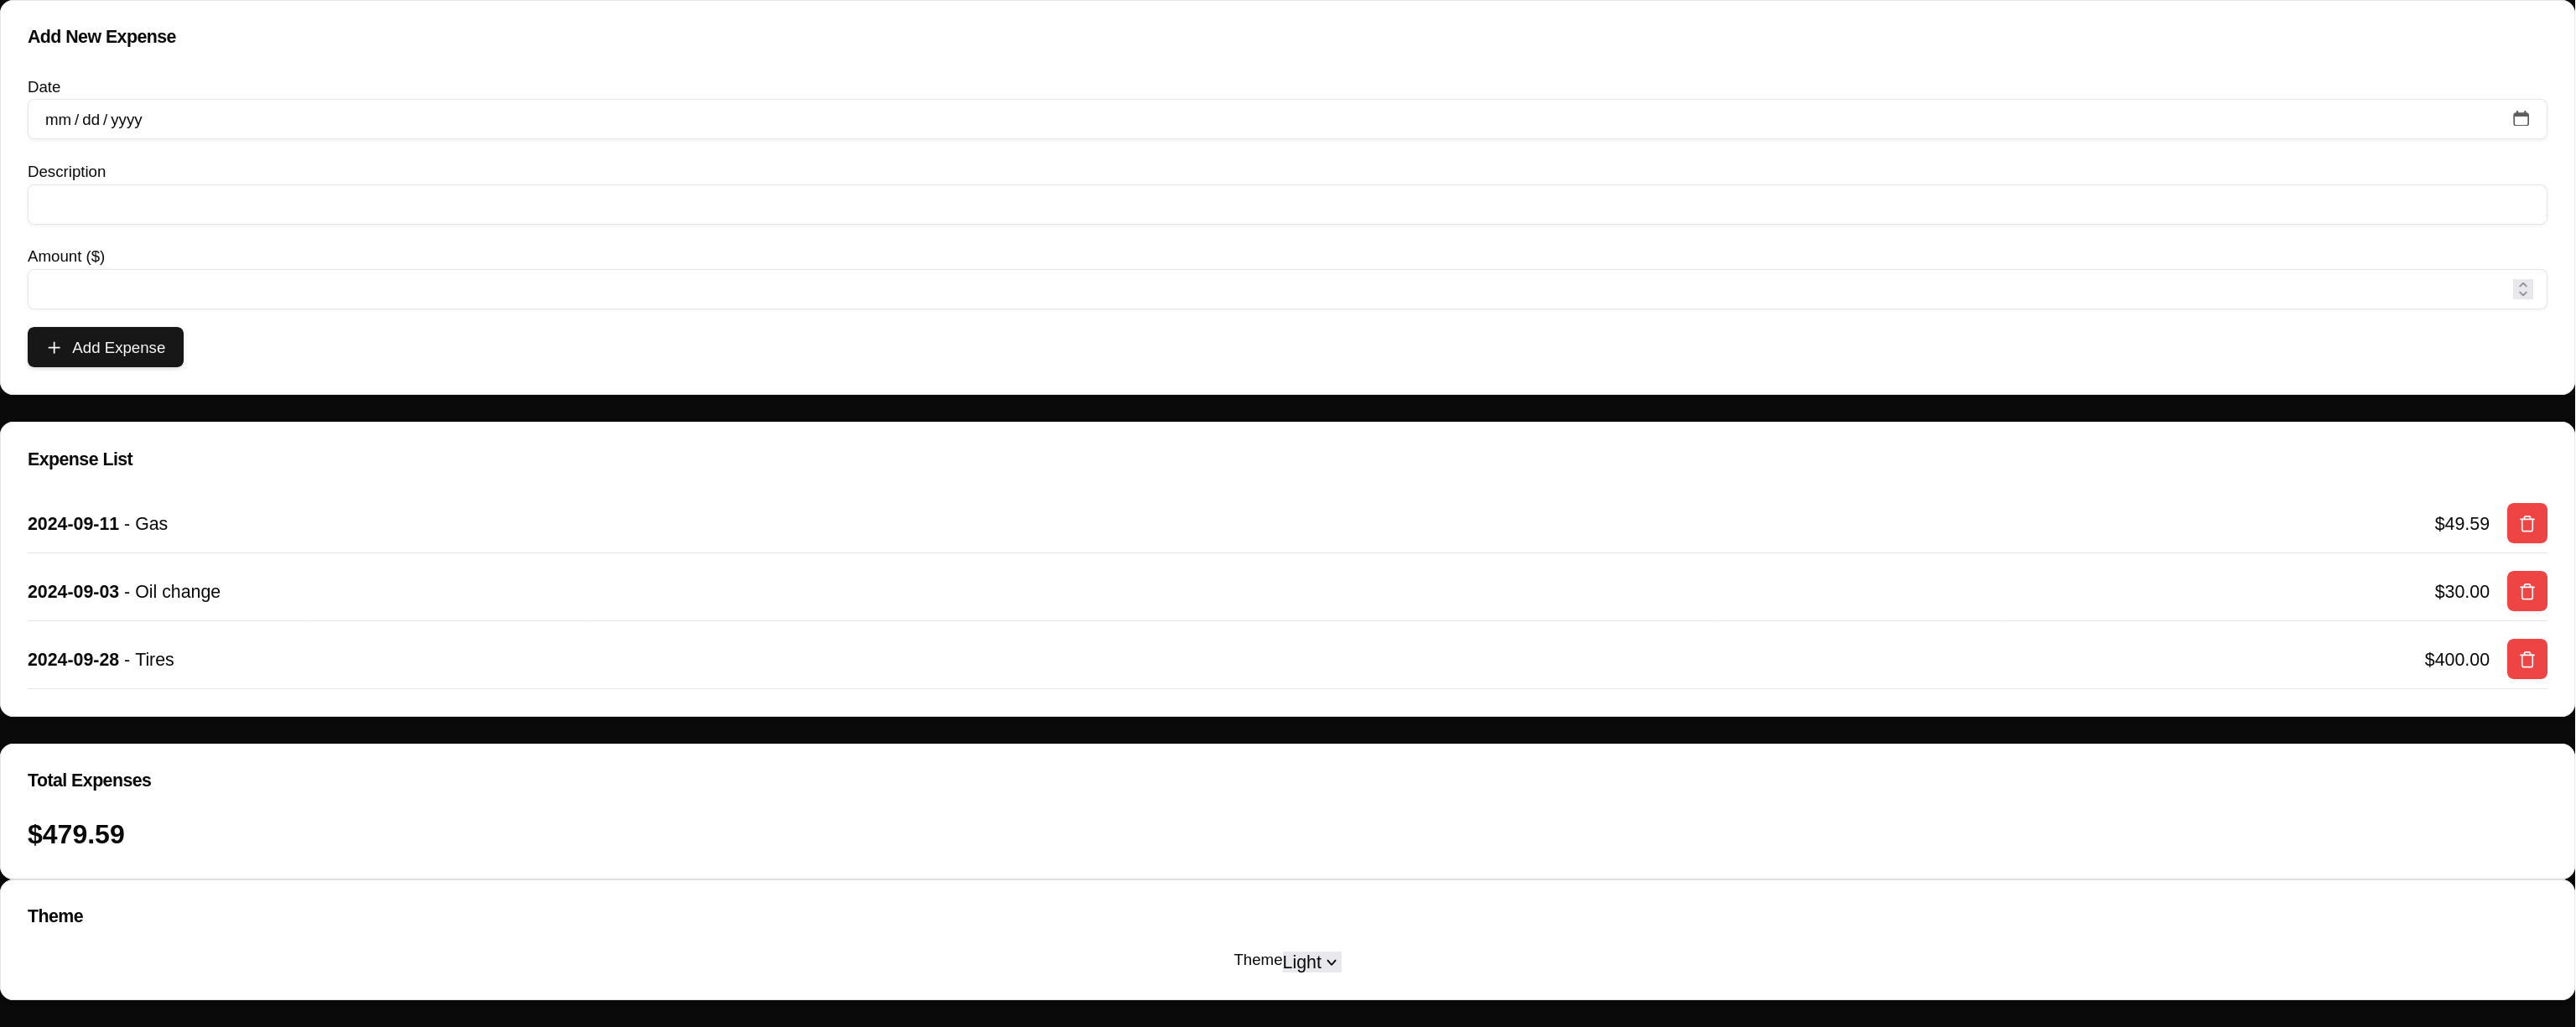 Add New Expense
Date
mm / dd / yyyy
Description
Amount ($)
Add Expense
Expense List
2024-09-11 - Gas $49.59
2024-09-03 - Oil change $30.00
2024-09-28 - Tires $400.00
Total Expenses
$479.59
Theme
Theme Light